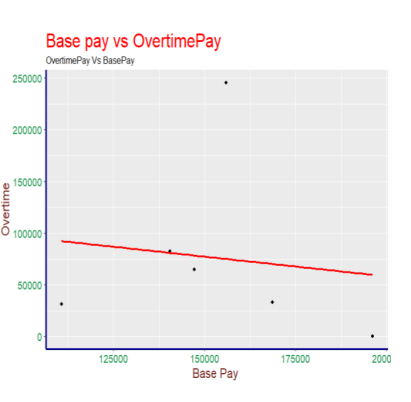 Base pay vs OvertimePay
OvertimePay Vs BasePay
250000
200000
150000
100000
50000
0
Overtime
125000 150000 175000 2000
Base Pay